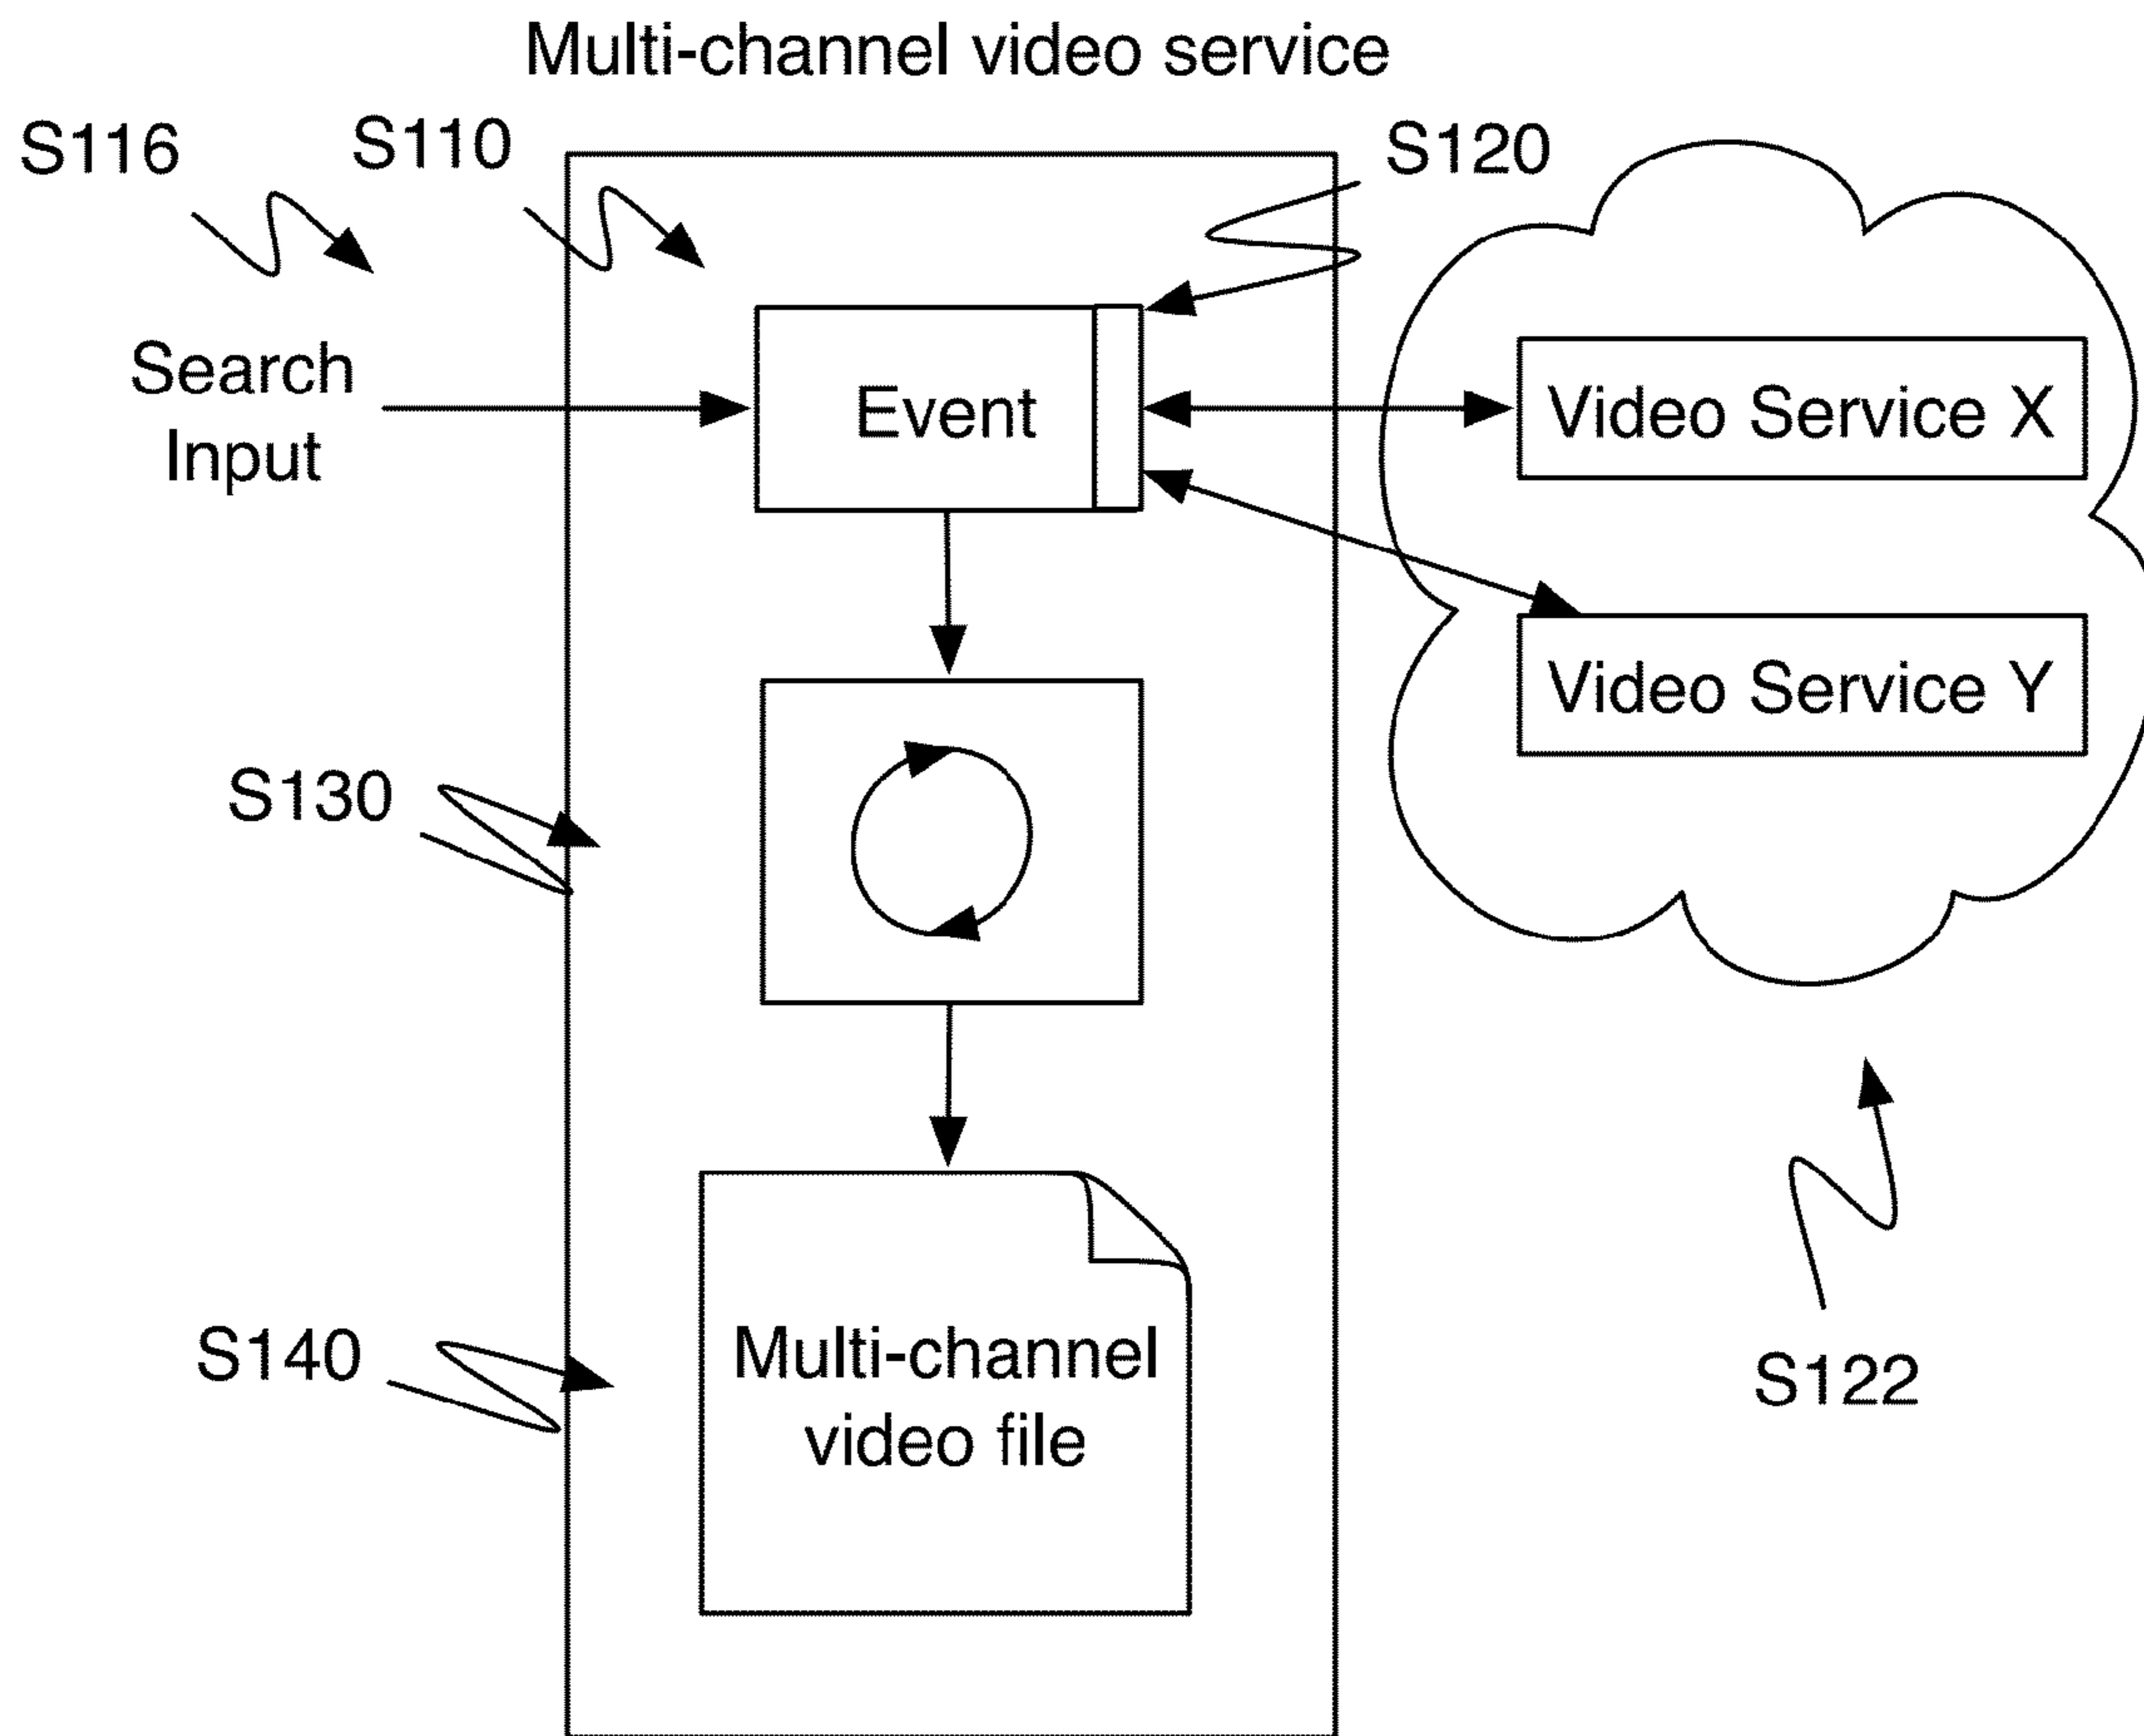 Multi-channel video service
S116
S110
S120
Search
Input
Event
Video Service X
Video Service Y
S130
S140
Multi-channel
video file
S122